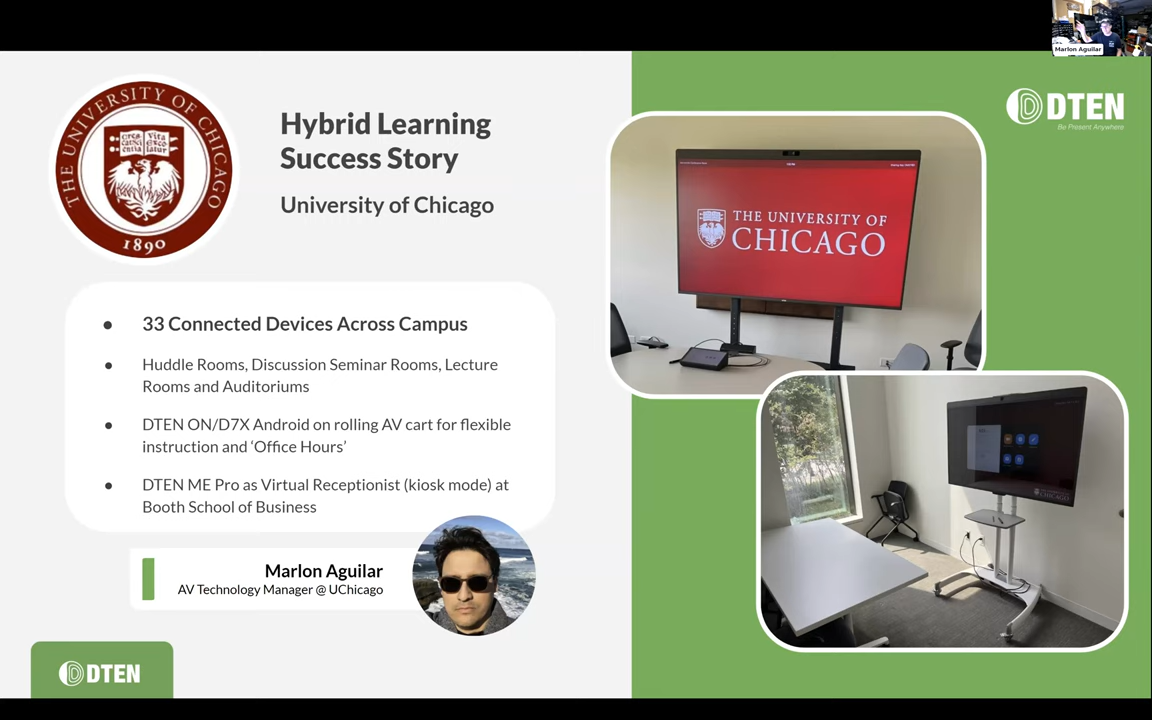 Marlon Aguilar
THE UNIVERSITY OF CHICAGO
1890
Hybrid Learning
Success Story
University of Chicago
DTEN
Be Present Anywhere
THE UNIVERSITY OF
CHICAGO
● 33 Connected Devices Across Campus
● Huddle Rooms, Discussion Seminar Rooms, Lecture
Rooms and Auditoriums
● DTEN ON/D7X Android on rolling AV cart for flexible
instruction and ‘Office Hours’
● DTEN ME Pro as Virtual Receptionist (kiosk mode) at
Booth School of Business
Marlon Aguilar
AV Technology Manager @ UChicago
CHICAGO
DTEN